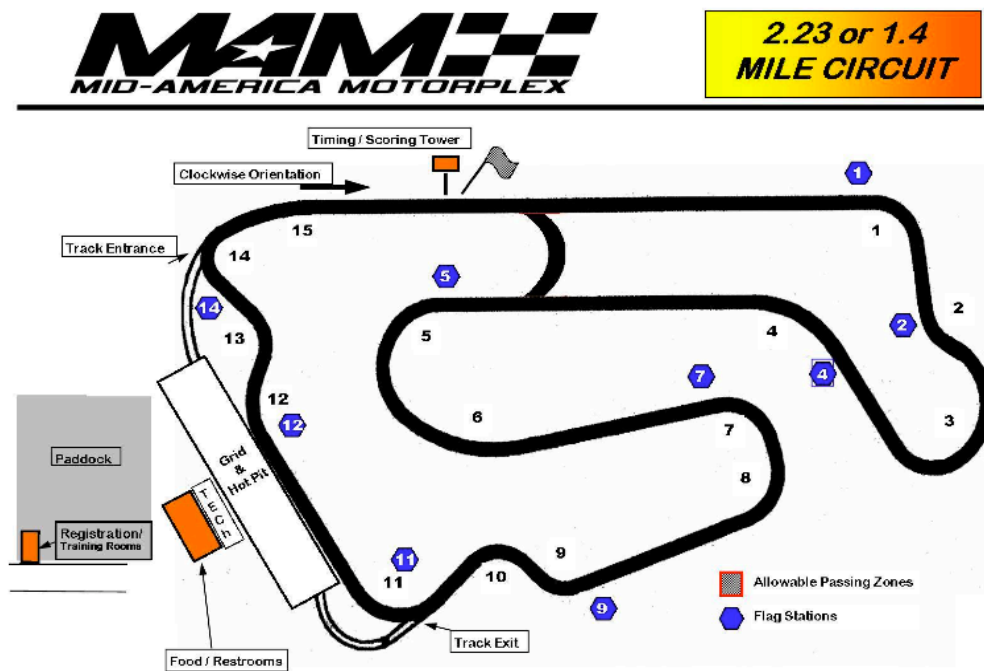 MAMX
MID-AMERICA MOTORPLEX
2.23 or 1.4
MILE CIRCUIT
Timing / Scoring Tower
Clockwise Orientation
1
15
1
Track Entrance
14
5
2
14
13
5
4
2
7
4
12
12
6
7
3
Paddock
Grid
&
Hot Pit
8
TECh
Registration/
Training Rooms
11
9
10
11
Allowable Passing Zones
9
Flag Stations
Track Exit
Food / Restrooms